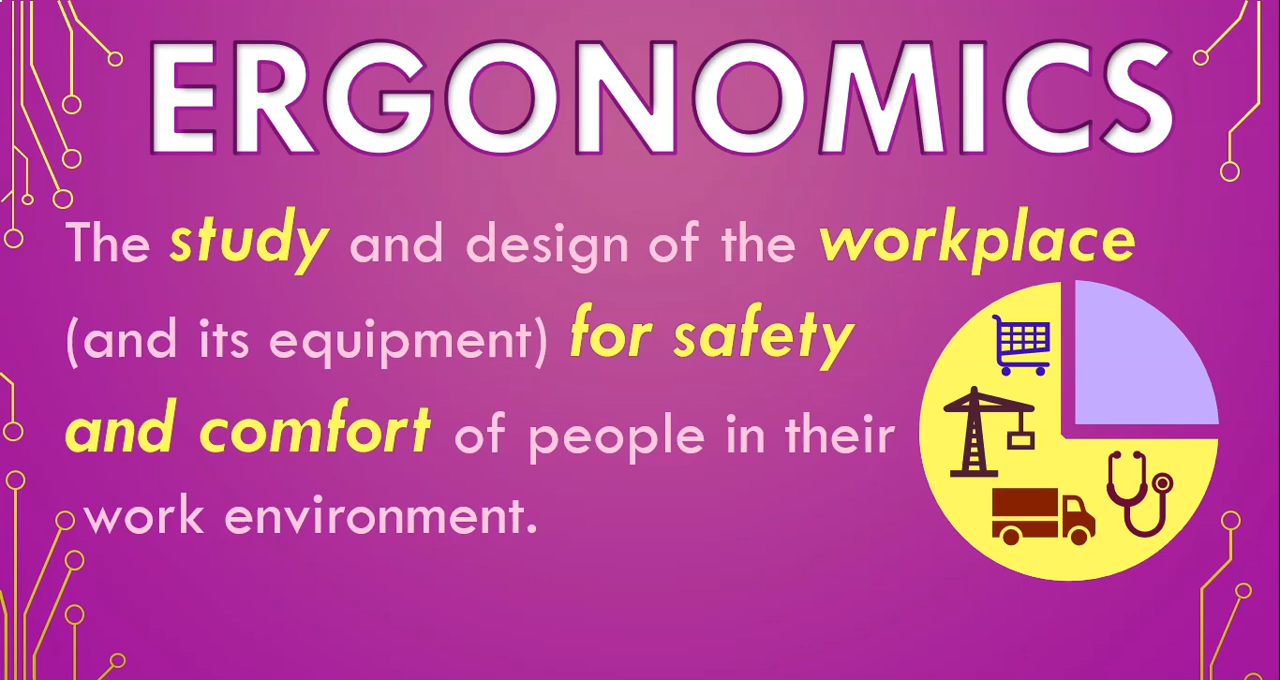 ERGONOMICS
The study and design of the workplace
(and its equipment) for safety
and comfort of people in their
work environment.